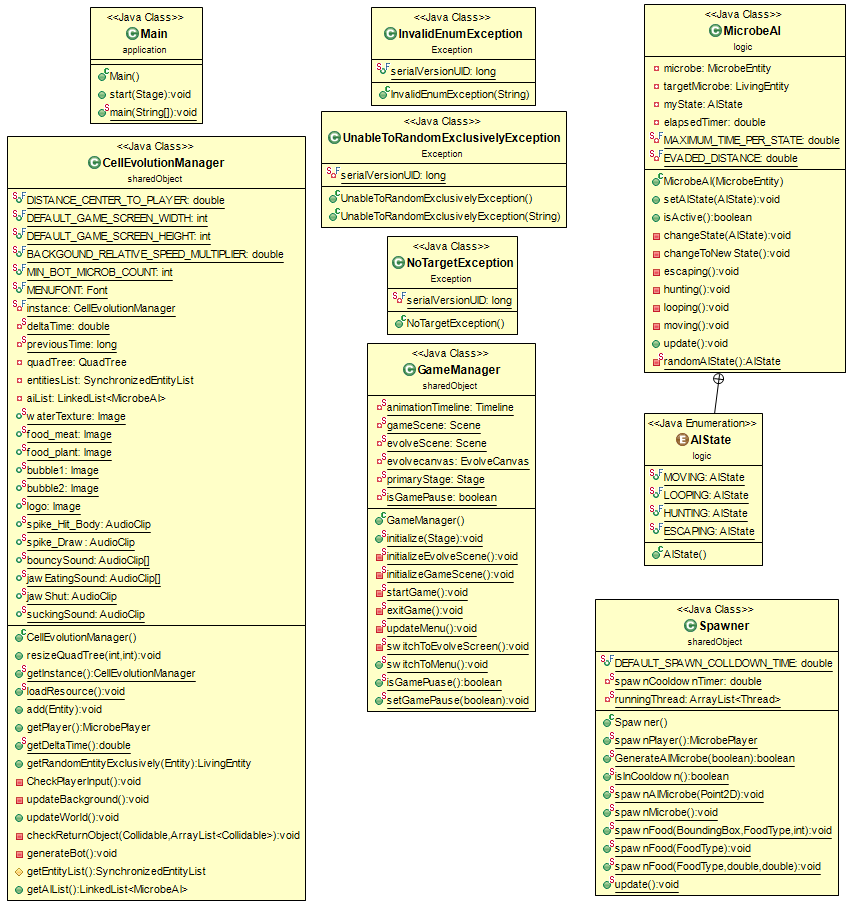 <<Java Class>>
Main
application
Main()
start(Stage):void
main(String[]):void
<<Java Class>>
CellEvolutionManager
sharedObject
DISTANCE_CENTER_TO_PLAYER: double
DEFAULT_GAME_SCREEN_WIDTH: int
DEFAULT_GAME_SCREEN_HEIGHT: int
BACKGOUND_RELATIVE_SPEED_MULTIPLIER: double
MIN_BOT_MICROB_COUNT: int
MENUFONT: Font
instance: CellEvolutionManager
deltaTime: double
previousTime: long
quadTree: QuadTree
entitiesList: SynchronizedEntityList
aiList: LinkedList<MicrobeAI>
waterTexture: Image
food_meat: Image
food_plant: Image
bubble1: Image
bubble2: Image
logo: Image
spike_Hit_Body: AudioClip
spike_Draw: AudioClip
bouncySound: AudioClip[]
jawEatingSound: AudioClip[]
jawShut: AudioClip
suckingSound: AudioClip
CellEvolutionManager()
resizeQuadTree(int,int):void
getInstance():CellEvolutionManager
loadResource():void
add(Entity):void
getPlayer():MicrobePlayer
getDeltaTime():double
getRandomEntityExclusively(Entity):LivingEntity
CheckPlayerInput():void
updateBackground():void
updateWorld():void
checkReturnObject(Collidable,ArrayList<Collidable>):void
generateBot():void
getEntityList():SynchronizedEntityList
getAIList():LinkedList<MicrobeAI>
<<Java Class>>
InvalidEnumException
Exception
serialVersionUID: long
InvalidEnumException(String)
<<Java Class>>
UnableToRandomExclusivelyException
Exception
serialVersionUID: long
UnableToRandomExclusivelyException()
UnableToRandomExclusivelyException(String)
<<Java Class>>
NoTargetException
Exception
serialVersionUID: long
NoTargetException()
<<Java Class>>
GameManager
sharedObject
animationTimeline: Timeline
gameScene: Scene
evolveScene: Scene
evolvecanvas: EvolveCanvas
primaryStage: Stage
isGamePause: boolean
GameManager()
initialize(Stage):void
initializeEvolveScene():void
initializeGameScene():void
startGame():void
exitGame():void
updateMenu():void
switchToEvolveScreen():void
switchToMenu():void
isGamePuase():boolean
setGamePause(boolean):void
<<Java Class>>
MicrobeAI
logic
microbe: MicrobeEntity
targetMicrobe: LivingEntity
myState: AIState
elapsedTimer: double
MAXIMUM_TIME_PER_STATE: double
EVADED_DISTANCE: double
MicrobeAI(MicrobeEntity)
setAIState(AIState):void
isActive():boolean
changeState(AIState):void
changeToNewState():void
escaping():void
hunting():void
looping():void
moving():void
update():void
randomAIState():AIState
<<Java Enumeration>>
AIState
logic
MOVING: AIState
LOOPING: AIState
HUNTING: AIState
ESCAPING: AIState
AIState()
<<Java Class>>
Spawner
sharedObject
DEFAULT_SPAWN_COLLDOWN_TIME: double
spawnCooldownTimer: double
runningThread: ArrayList<Thread>
Spawner()
spawnPlayer():MicrobePlayer
GenerateAIMicrobe(boolean):boolean
isInCooldown():boolean
spawnAIMicrobe(Point2D):void
spawnMicrobe():void
spawnFood(BoundingBox,FoodType,int):void
spawnFood(FoodType):void
spawnFood(FoodType,double,double):void
update():void